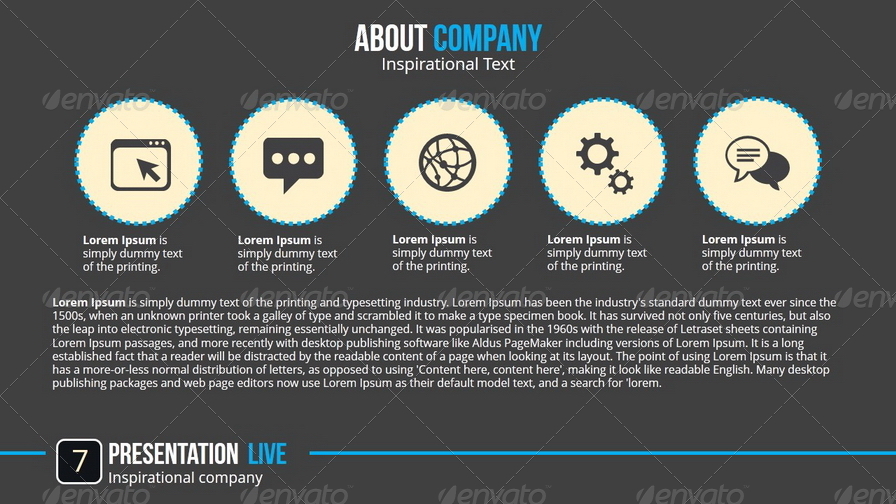 ABOUT COMPANY
Inspirational Text
Lorem Ipsum is
simply dummy text
of the printing.
Lorem Ipsum is
simply dummy text
of the printing.
Lorem Ipsum is
simply dummy text
of the printing.
Lorem Ipsum is
simply dummy text
of the printing.
Lorem Ipsum is
simply dummy text
of the printing.
Lorem Ipsum is simply dummy text of the printing and typesetting industry. Lorem Ipsum has been the industry's standard dummy text ever since the
1500s, when an unknown printer took a galley of type and scrambled it to make a type specimen book. It has survived not only five centuries, but also
the leap into electronic typesetting, remaining essentially unchanged. It was popularised in the 1960s with the release of Letraset sheets containing
Lorem Ipsum passages, and more recently with desktop publishing software like Aldus PageMaker including versions of Lorem Ipsum. It is a long
established fact that a reader will be distracted by the readable content of a page when looking at its layout. The point of using Lorem Ipsum is that it
has a more-or-less normal distribution of letters, as opposed to using 'Content here, content here', making it look like readable English. Many desktop
publishing packages and web page editors now use Lorem Ipsum as their default model text, and a search for 'lorem.
7
PRESENTATION LIVE
Inspirational company
envato